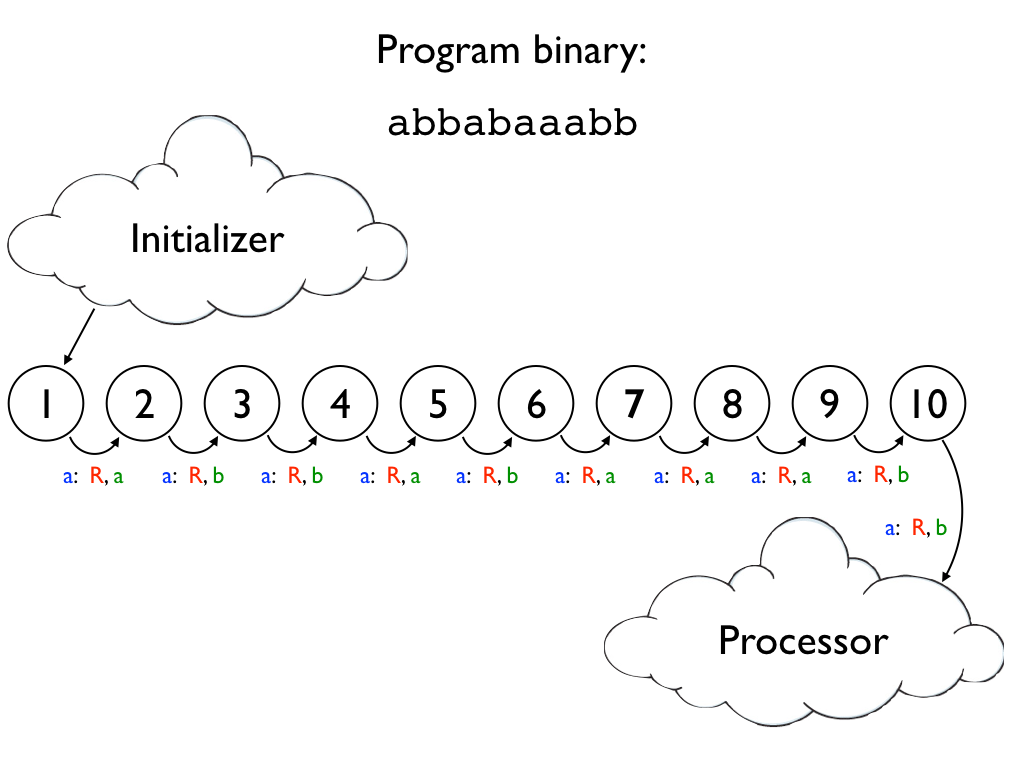 Program binary:
abbabaaabb
Initializer
1 2 3 4 5 6 7 8 9 10
a: R, a a: R, b a: R, b a: R, a a: R, b a: R, a a: R, a a: R, a a: R, b
a: R, b
Processor